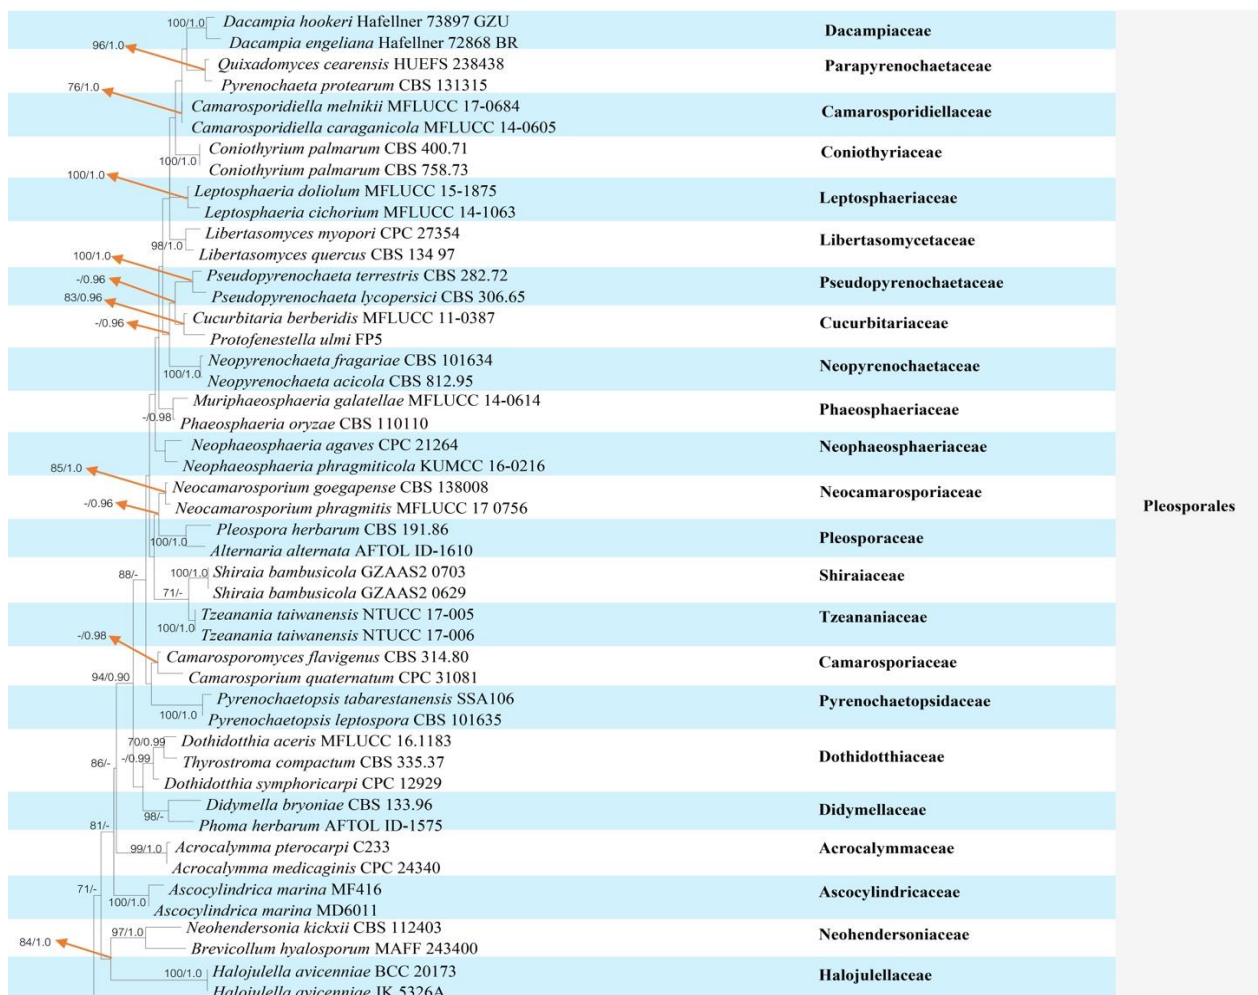 100/1.0 Dacampia hookeri Hafellner 73897 GZU
Dacampia engeliana Hafellner 72868 BR
Dacampiaceae
96/1.0
Quixadomyces cearensis HUEFS 238438
Pyrenochaeta protearum CBS 131315
Parapyrenochaetaceae
76/1.0
Camarosporidiella melnikii MFLUCC 17-0684
Camarosporidiella caraganicola MFLUCC 14-0605
Camarosporidiellaceae
Coniothyrium palmarum CBS 400.71
100/1.0
Coniothyrium palmarum CBS 758.73
Coniothyriaceae
100/1.0
Leptosphaeria doliolum MFLUCC 15-1875
Leptosphaeria cichorium MFLUCC 14-1063
Leptosphaeriaceae
Libertasomyces myopori CPC 27354
98/1.0
Libertasomyces quercus CBS 134 97
Libertasomycetaceae
100/1.0
Pseudopyrenochaeta terrestris CBS 282.72
-/0.96
Pseudopyrenochaeta lycopersici CBS 306.65
Pseudopyrenochaetaceae
83/0.96
Cucurbitaria berberidis MFLUCC 11-0387
-/0.96
Protofenestella ulmi FP5
Cucurbitariaceae
Neopyrenochaeta fragariae CBS 101634
100/1.0
Neopyrenochaeta acicola CBS 812.95
Neopyrenochaetaceae
Muriphaeosphaeria galatellae MFLUCC 14-0614
-/0.98
Phaeosphaeria oryzae CBS 110110
Phaeosphaeriaceae
Neophaeosphaeria agaves CPC 21264
Neophaeosphaeria phragmiticola KUMCC 16-0216
Neophaeosphaeriaceae
85/1.0
Neocamarosporium goegapense CBS 138008
-/0.96
Neocamarosporium phragmitis MFLUCC 17 0756
Neocamarosporiaceae
Pleosporales
Pleospora herbarum CBS 191.86
100/1.0
Alternaria alternata AFTOL ID-1610
Pleosporaceae
88/-
100/1.0 Shiraia bambusicola GZAAS2 0703
71/-
Shiraia bambusicola GZAAS2 0629
Shiraiaceae
Tzeanania taiwanensis NTUCC 17-005
100/1.0
Tzeanania taiwanensis NTUCC 17-006
Tzeananiaceae
-/0.98
Camarosporomyces flavigenus CBS 314.80
94/0.90
Camarosporium quaternatum CPC 31081
Camarosporiaceae
Pyrenochaetopsis tabarestanensis SSA106
100/1.0
Pyrenochaetopsis leptospora CBS 101635
Pyrenochaetopsidaceae
70/0.99 Dothidotthia aceris MFLUCC 16.1183
86/-
-/0.99
Thyrostroma compactum CBS 335.37
Dothidotthia symphoricarpi CPC 12929
Dothidotthiaceae
Didymella bryoniae CBS 133.96
98/-
Phoma herbarum AFTOL ID-1575
Didymellaceae
81/-
99/1.0 Acrocalymma pterocarpi C233
Acrocalymma medicaginis CPC 24340
Acrocalymmaceae
71/-
Ascocylindrica marina MF416
100/1.0
Ascocylindrica marina MD6011
Ascocylindricaceae
84/1.0
97/1.0 Neohendersonia kickxii CBS 112403
Brevicollum hyalosporum MAFF 243400
Neohendersoniaceae
100/1.0 Halojulella avicenniae BCC 20173
Halojulella avicenniae JK 5326A
Halojulellaceae